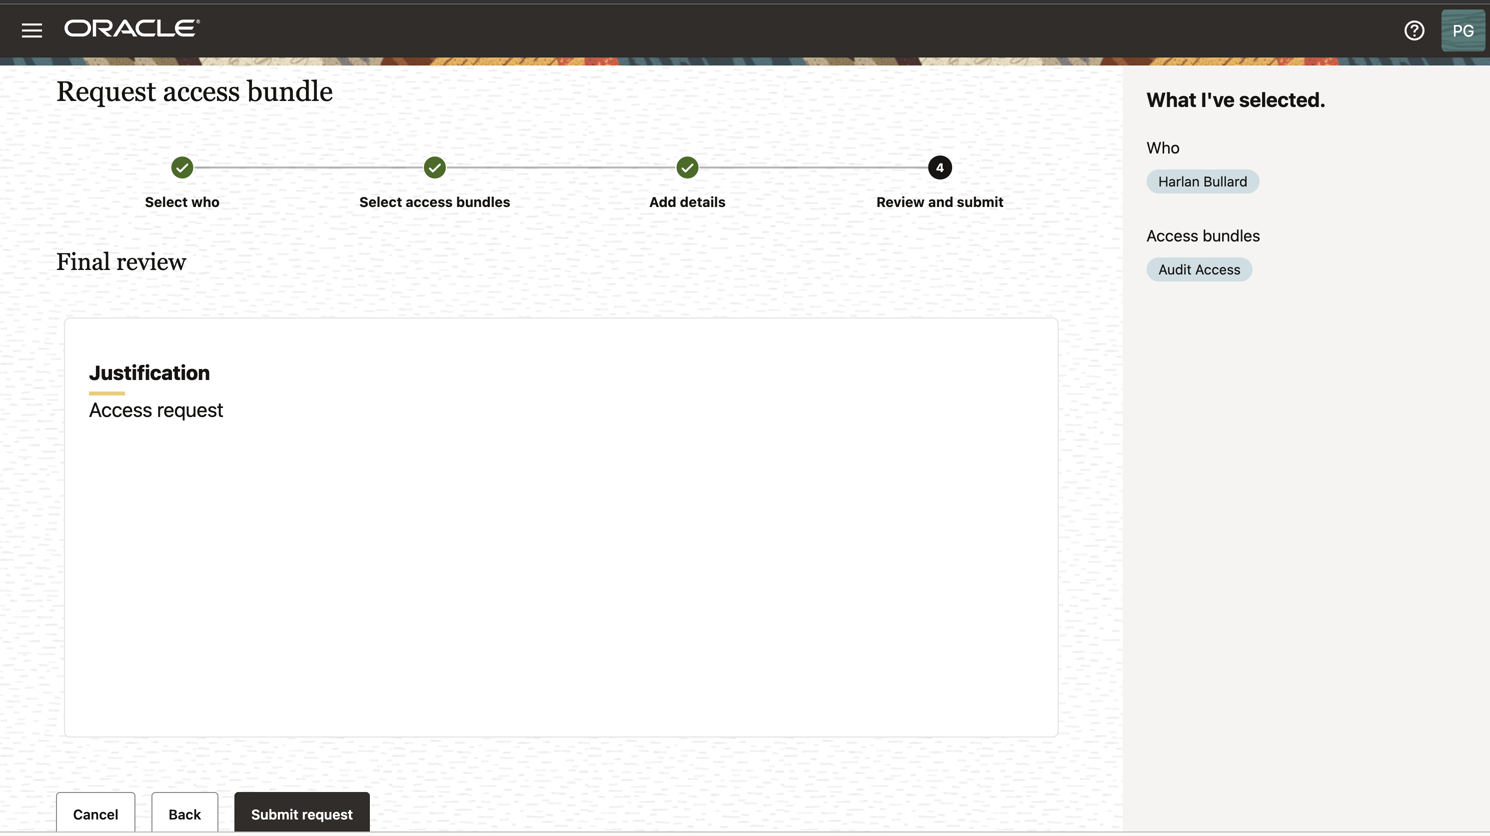 ORACLE®
PG
Request access bundle
4
Select who
Select access bundles
Add details
Review and submit
Final review
Justification
Access request
Cancel
Back
Submit request
What I've selected.
Who
Harlan Bullard
Access bundles
Audit Access